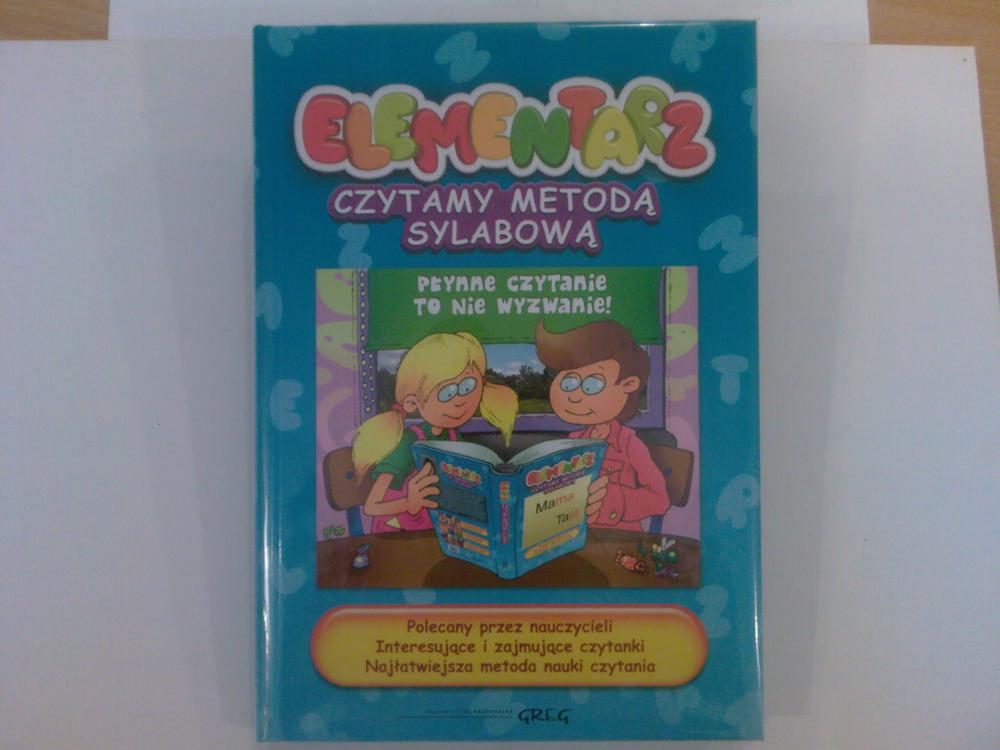 ELEMENTARZ
CZYTAMY METODĄ
SYLABOWĄ
PŁYNNE CZYTANIE
TO NIE WYZWANIE!
ELEMENTARZ
Mama
Tata
Polecany przez nauczycieli
Interesujące i zajmujące czytanki
Najłatwiejsza metoda nauki czytania
GREG